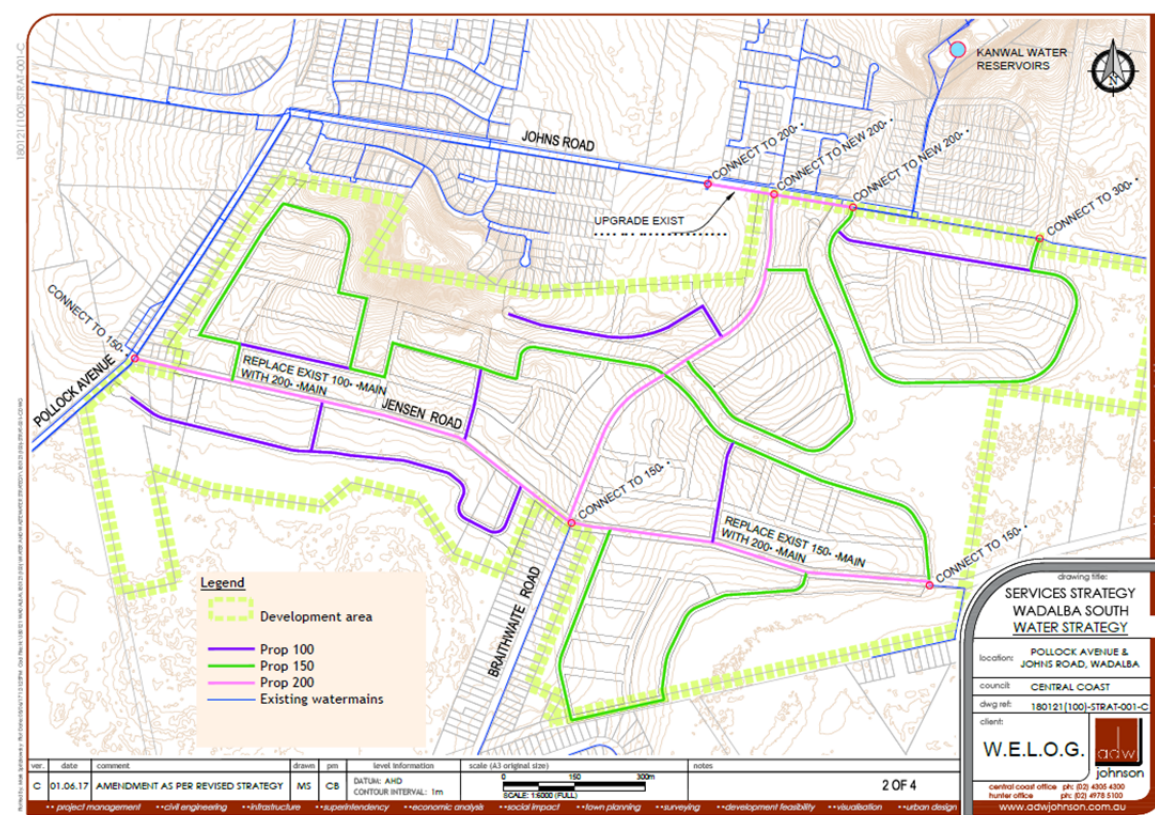 180121(100)-STRAT-001-C
KANWAL WATER
RESERVOIRS
N
JOHNS ROAD
CONNECT TO 200
CONNECT TO NEW 200
CONNECT TO NEW 200
CONNECT TO 300
UPGRADE EXIST
CONNECT TO 150
POLLOCK AVENUE
REPLACE EXIST 100 -MAIN
WITH 200 -MAIN
JENSEN ROAD
CONNECT TO 150
REPLACE EXIST 150 -MAIN
WITH 200 -MAIN
CONNECT TO 150
BRAITHWAITE ROAD
Legend
Development area
Prop 100
Prop 150
Prop 200
Existing watermains
drawing title:
SERVICES STRATEGY
WADALBA SOUTH
WATER STRATEGY
location: POLLOCK AVENUE &
JOHNS ROAD, WADALBA
council: CENTRAL COAST
dwg ref: 180121(100)-STRAT-001-C
client:
W.E.L.O.G.
adw
johnson
central coast office ph: (02) 4305 4300
hunter office ph: (02) 4978 5100
www.adwjohnson.com.au
ver. date comment drawn pm level information scale (A3 original size) notes
C 01.06.17 AMENDMENT AS PER REVISED STRATEGY MS CB
DATUM: AHD
CONTOUR INTERVAL: 1m
0 150 300m
SCALE: 1:6000 (FULL)
2 OF 4
••project management ••civil engineering ••infrastructure ••superintendency ••economic analysis ••social impact ••town planning ••surveying ••development feasibility ••visualisation ••urban design